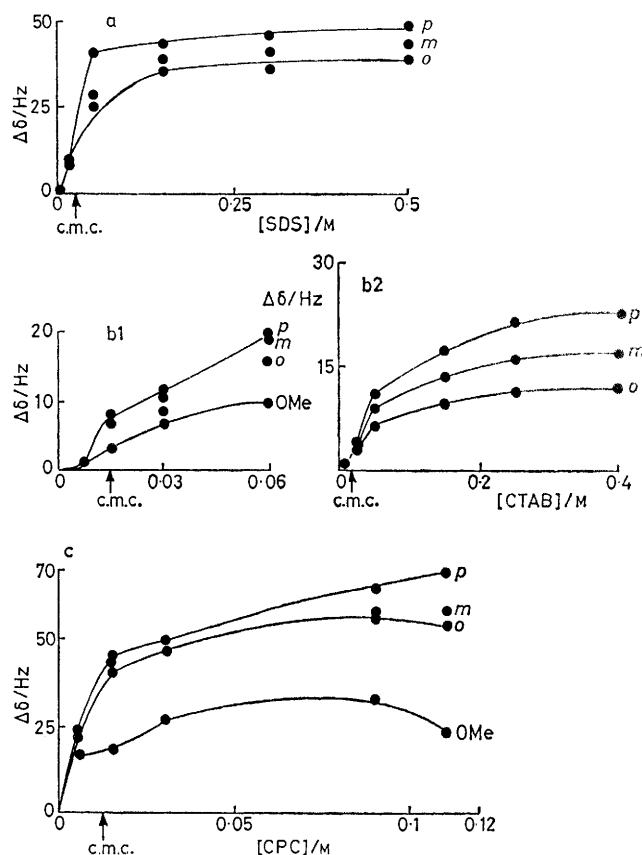 a
50
25
0
Δδ/Hz
p
m
o
0
0·25
0·5
c.m.c.
[SDS]/M
b1
20
10
0
Δδ/Hz
p
m
o
OMe
0
0·03
0·06
c.m.c.
b2
Δδ/Hz
30
15
p
m
o
0
0·2
0·4
c.m.c.
[CTAB]/M
c
70
50
25
0
Δδ/Hz
p
m
o
OMe
0
0·05
0·1
0·12
c.m.c.
[CPC]/M